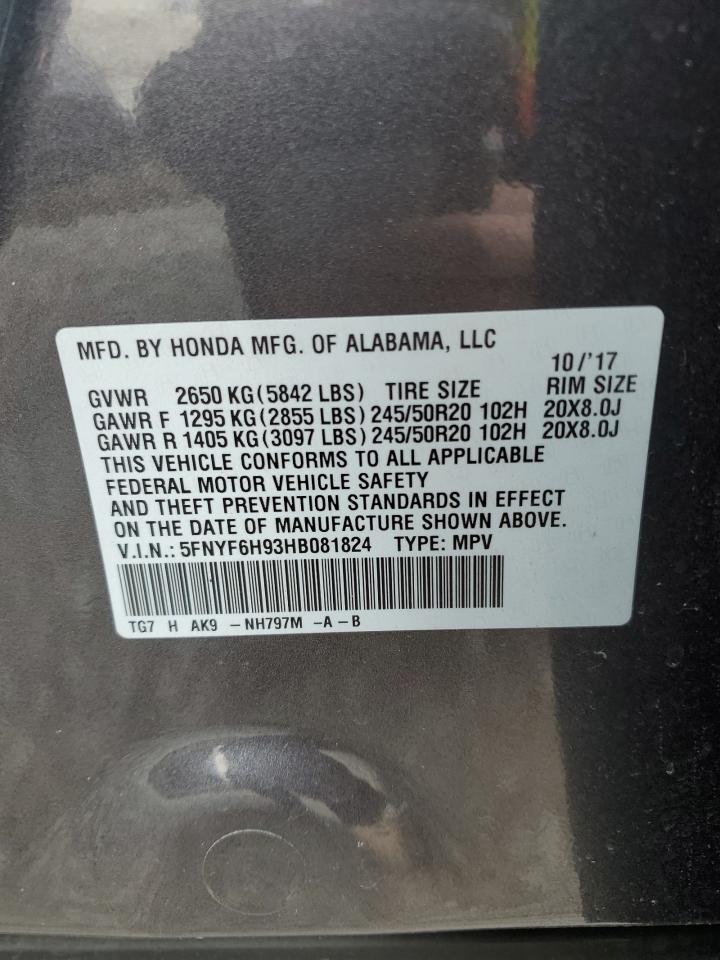 MFD. BY HONDA MFG. OF ALABAMA, LLC
10/'17
GVWR 2650 KG(5842 LBS) TIRE SIZE RIM SIZE
GAWR F 1295 KG(2855 LBS)245/50R20 102H 20X8.0J
GAWR R 1405 KG(3097 LBS)245/50R20 102H 20X8.0J
THIS VEHICLE CONFORMS TO ALL APPLICABLE
FEDERAL MOTOR VEHICLE SAFETY
AND THEFT PREVENTION STANDARDS IN EFFECT
ON THE DATE OF MANUFACTURE SHOWN ABOVE.
V.I.N.: 5FNYF6H93HB081824 TYPE: MPV
TG7 H AK9 -NH797M -A-B